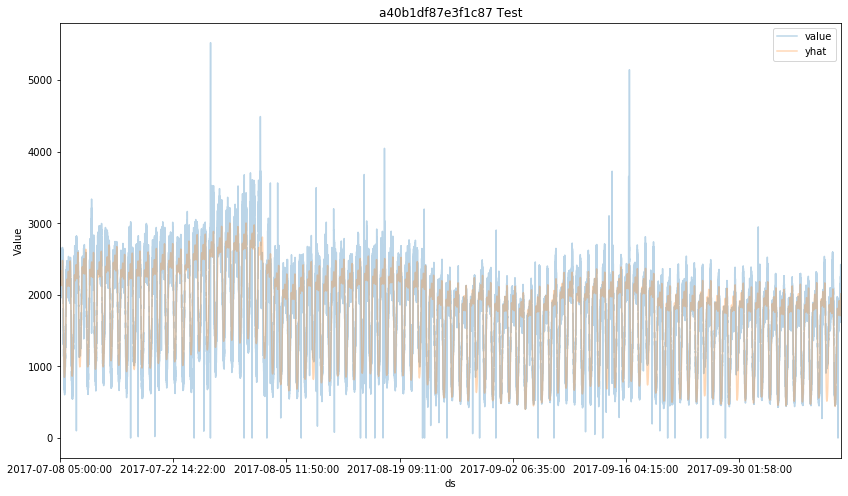 a40b1df87e3f1c87 Test
value
yhat
5000
4000
3000
2000
1000
0
Value
2017-07-08 05:00:00
2017-07-22 14:22:00
2017-08-05 11:50:00
2017-08-19 09:11:00
2017-09-02 06:35:00
2017-09-16 04:15:00
2017-09-30 01:58:00
ds